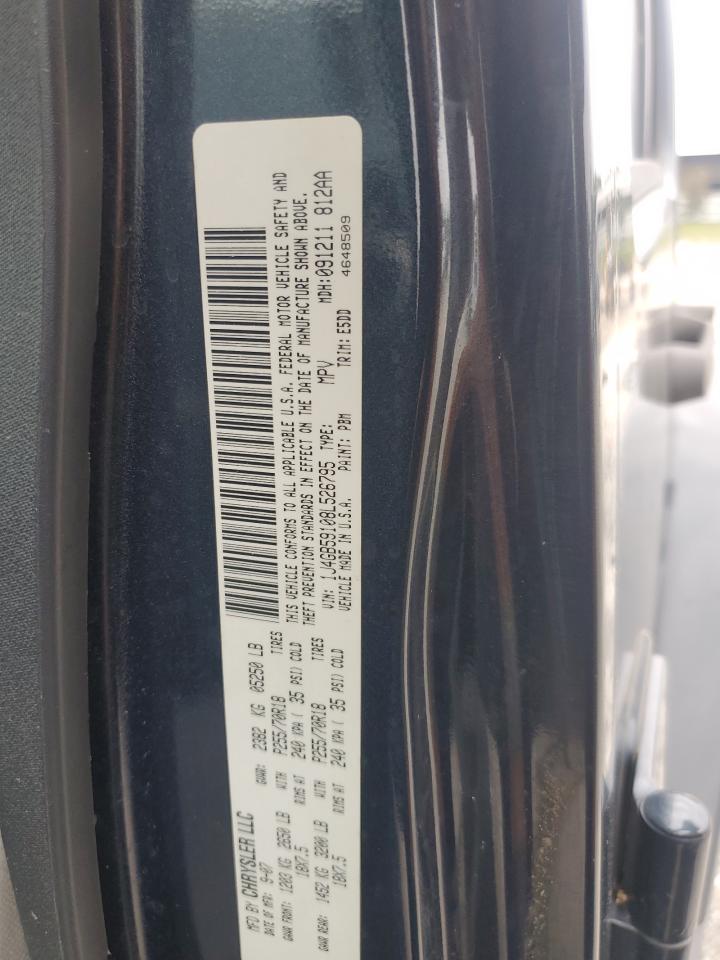 MFD BY CHRYSLER LLC
DATE OF MFR: 9-07 GVWR: 2382 KG 05250 LB
GAWR FRONT: 1203 KG 2650 LB WITH P255/70R18 TIRES
18X7.5 RIMS AT 240 KPA ( 35 PSI) COLD
GAWR REAR: 1452 KG 3200 LB WITH P255/70R18 TIRES
18X7.5 RIMS AT 240 KPA ( 35 PSI) COLD
THIS VEHICLE CONFORMS TO ALL APPLICABLE U.S.A. FEDERAL MOTOR VEHICLE SAFETY AND
THEFT PREVENTION STANDARDS IN EFFECT ON THE DATE OF MANUFACTURE SHOWN ABOVE.
VIN: 1J4GB59108L526795 TYPE: MPV MDH:091211 812AA
VEHICLE MADE IN U.S.A. PAINT: PBM TRIM: E5DD 4648509